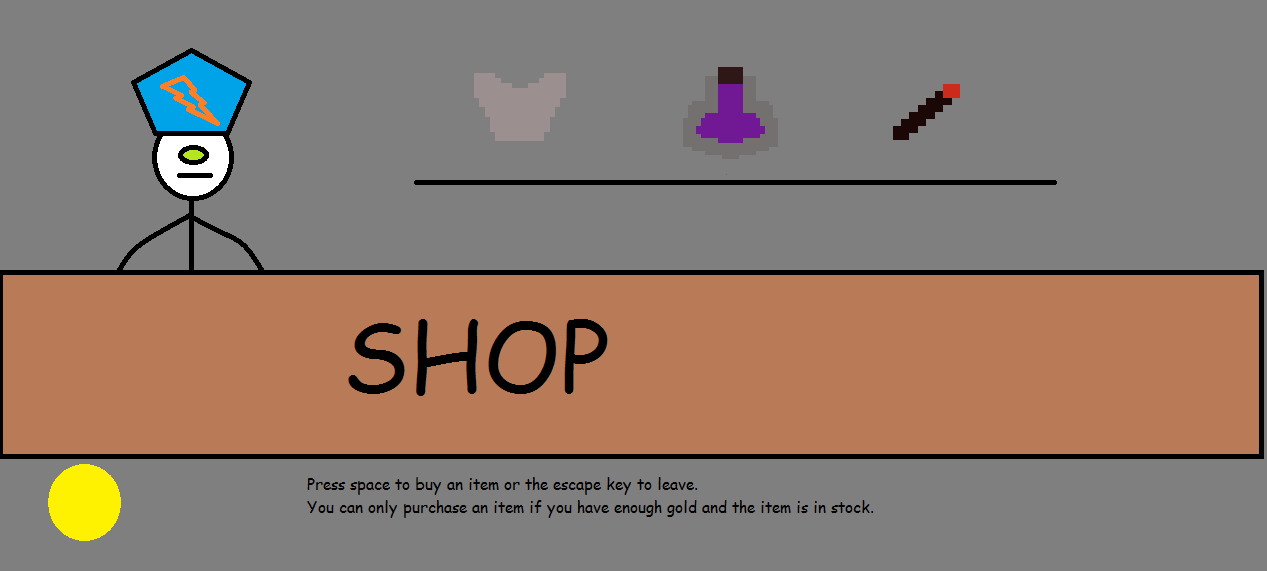 SHOP
Press space to buy an item or the escape key to leave.
You can only purchase an item if you have enough gold and the item is in stock.